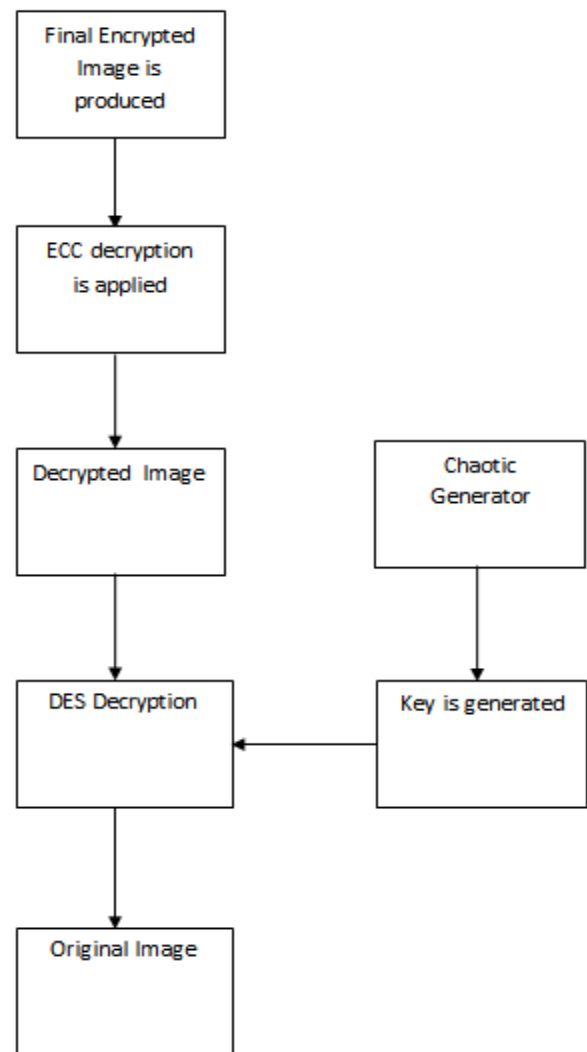 Final Encrypted
Image is
produced
ECC decryption
is applied
Decrypted Image
Chaotic
Generator
DES Decryption
Key is generated
Original Image